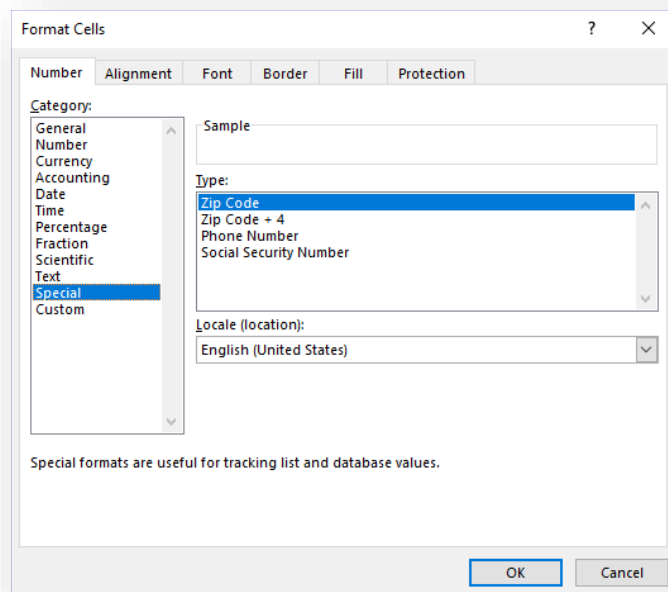 Format Cells ?
Number Alignment Font Border Fill Protection
Category:
General
Number
Currency
Accounting
Date
Time
Percentage
Fraction
Scientific
Text
Special
Custom
Sample
Type:
Zip Code
Zip Code + 4
Phone Number
Social Security Number
Locale (location):
English (United States)
Special formats are useful for tracking list and database values.
OK Cancel